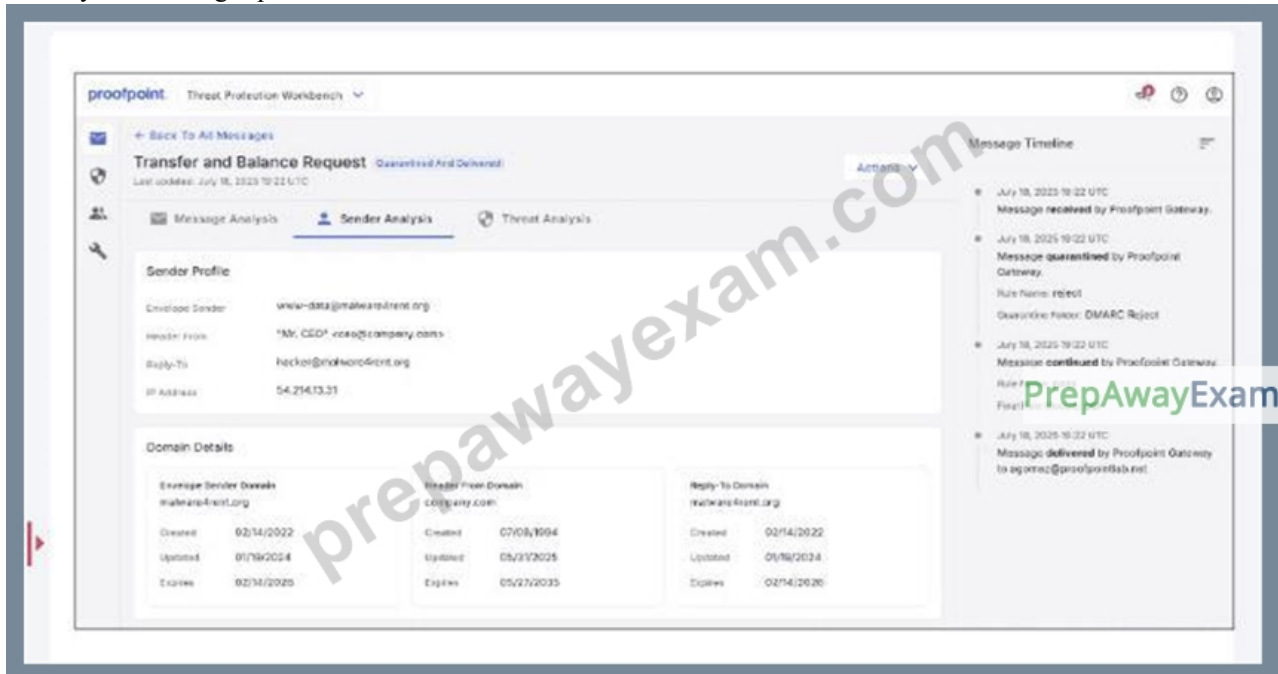 proofpoint. Threat Protection Workbench
← Back To All Messages
Transfer and Balance Request Quarantined And Delivered
Last updated: July 18, 2025 19:22 UTC
Actions
Message Analysis Sender Analysis Threat Analysis
Sender Profile
Envelope Sender www-data@malware4rent.org
Header From "Mr. CEO" <ceo@company.com>
Reply-To hacker@malware4rent.org
IP Address 54.214.13.31
Domain Details
Envelope Sender Domain
malware4rent.org
Created 02/14/2022
Updated 01/19/2024
Expires 02/14/2026
Header From Domain
company.com
Created
Updated
Expires 05/27/2035
Reply-To Domain
malware4rent.org
Created 02/14/2022
Updated 01/19/2024
Expires 02/14/2026
Message Timeline
July 18, 2025 19:22 UTC
Message received by Proofpoint Gateway.
July 18, 2025 19:22 UTC
Message quarantined by Proofpoint
Gateway.
Rule Name: reject
Quarantine Folder: DMARC Reject
July 18, 2025 19:22 UTC
Message continued by Proofpoint Gateway.
July 18, 2025 19:22 UTC
Message delivered by Proofpoint Gateway
to agomez@proofpointlab.net
prepawayexam.com
PrepAwayExam